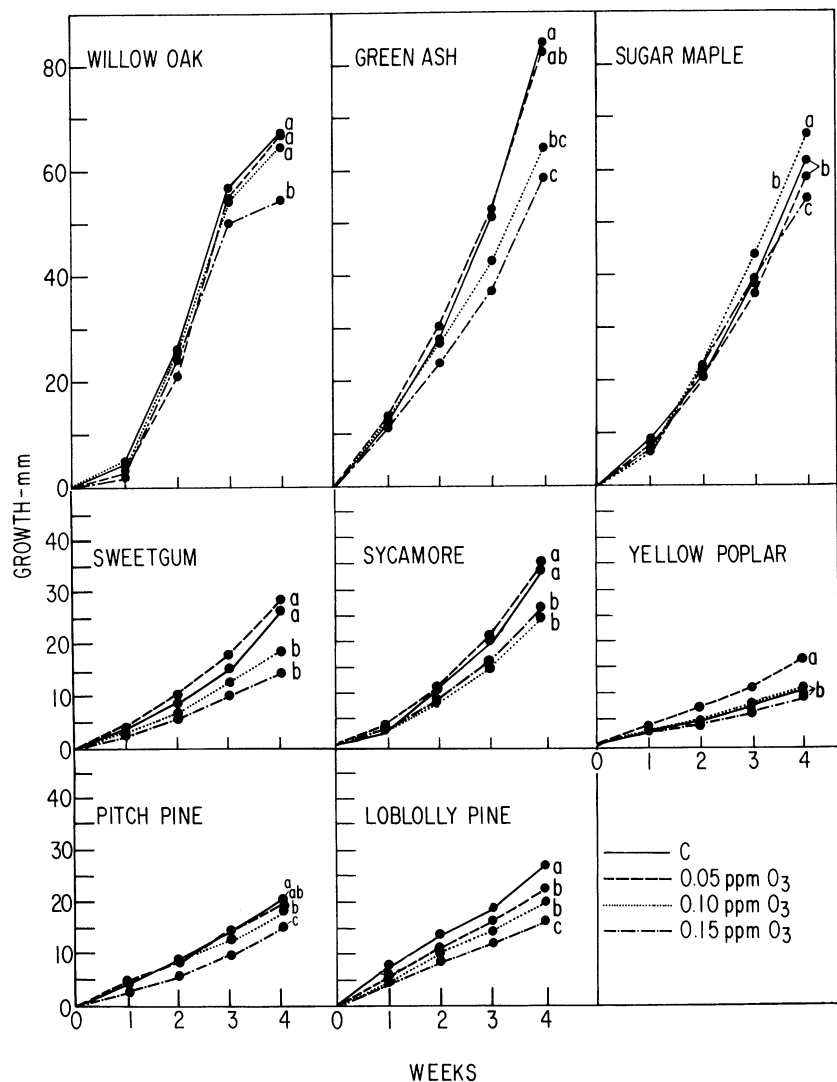 WILLOW OAK
GREEN ASH
SUGAR MAPLE
80
60
40
20
0
a
a
a
b
a
ab
bc
c
a
b
b
c
GROWTH-mm
SWEETGUM
SYCAMORE
YELLOW POPLAR
40
30
20
10
0
a
a
b
b
a
a
b
b
a
b
0 1 2 3 4
PITCH PINE
LOBLOLLY PINE
40
30
20
10
0
a
ab
b
c
a
b
b
c
C
0.05 ppm O3
0.10 ppm O3
0.15 ppm O3
0 1 2 3 4
0 1 2 3 4
WEEKS